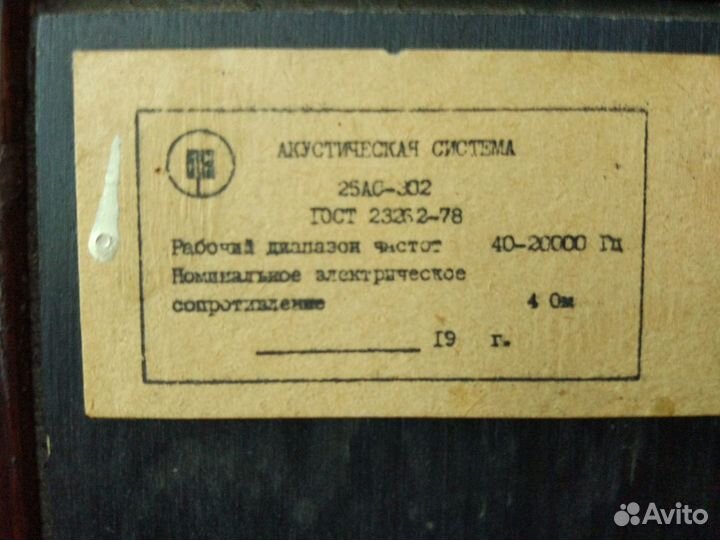 АКУСТИЧЕСКАЯ СИСТЕМА
25АС-302
ГОСТ 23262-78
Рабочий диапазон чистот 40-20000 Гц
Номинальное электрическое
сопротивление 4 Ом
19 г.
Avito